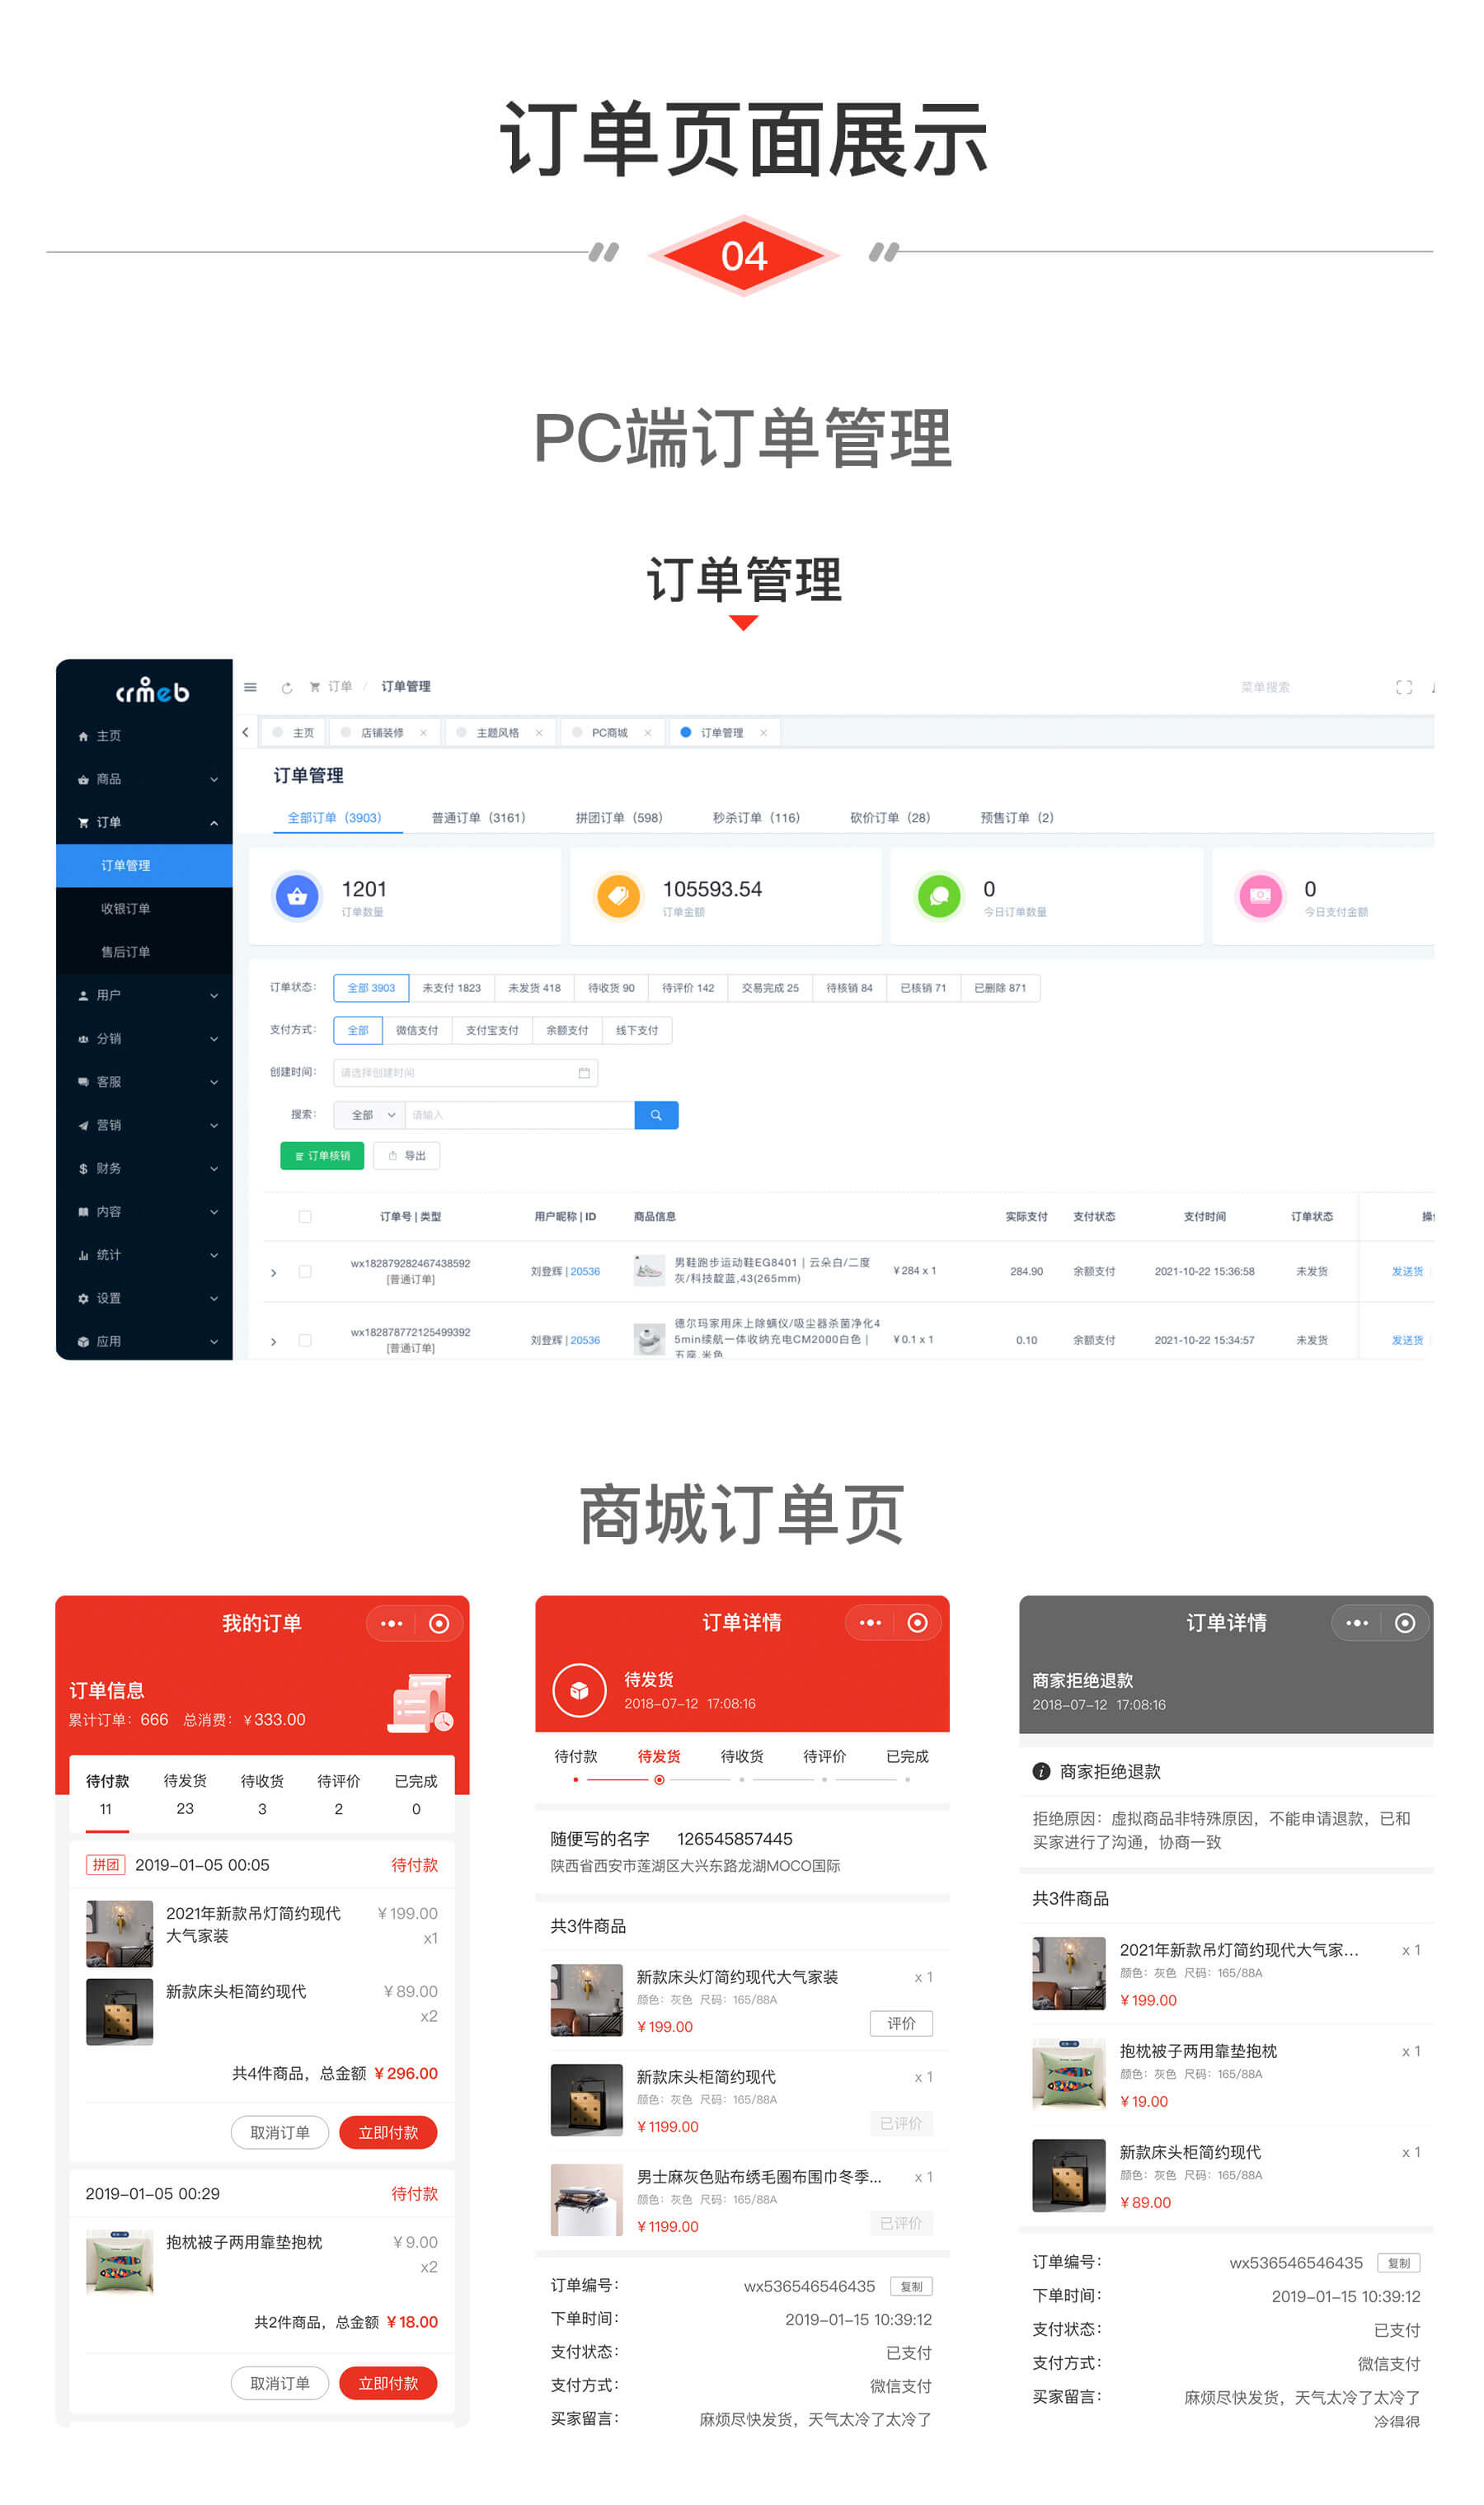 订单页面展示
04
PC端订单管理
订单管理
crmeb
订单 / 订单管理
菜单搜索
主页
店铺装修
主题风格
PC商城
订单管理
主页
商品
订单
订单管理
收银订单
售后订单
用户
分销
客服
营销
财务
内容
统计
设置
应用
订单管理
全部订单（3903） 普通订单（3161） 拼团订单（598） 秒杀订单（116） 砍价订单（28） 预售订单（2）
1201
订单数量
105593.54
订单金额
0
今日订单数量
0
今日支付金额
订单状态： 全部 3903 未支付 1823 未发货 418 待收货 90 待评价 142 交易完成 25 待核销 84 已核销 71 已删除 871
支付方式： 全部 微信支付 支付宝支付 余额支付 线下支付
创建时间： 请选择创建时间
搜索： 全部 请输入
订单核销 导出
订单号 | 类型 用户昵称 | ID 商品信息 实际支付 支付状态 支付时间 订单状态
wx182879282467438592
[普通订单]
刘登辉 | 20536
男鞋跑步运动鞋EG8401 | 云朵白/二度
灰/科技靛蓝,43(265mm)
¥ 284 x 1
284.90 余额支付 2021-10-22 15:36:58 未发货 发送货
wx182878772125499392
[普通订单]
刘登辉 | 20536
德尔玛家用床上除螨仪/吸尘器杀菌净化4
5min续航一体收纳充电CM2000白色 |
五座,米色
¥ 0.1 x 1
0.10 余额支付 2021-10-22 15:34:57 未发货 发送货
商城订单页
我的订单
订单信息
累计订单：666 总消费：¥ 333.00
待付款 待发货 待收货 待评价 已完成
11 23 3 2 0
拼团 2019-01-05 00:05 待付款
2021年新款吊灯简约现代 ¥ 199.00
大气家装 x1
新款床头柜简约现代 ¥ 89.00
x2
共4件商品，总金额 ¥ 296.00
取消订单 立即付款
2019-01-05 00:29 待付款
抱枕被子两用靠垫抱枕 ¥ 9.00
x2
共2件商品，总金额 ¥ 18.00
取消订单 立即付款
订单详情
待发货
2018-07-12 17:08:16
待付款 待发货 待收货 待评价 已完成
随便写的名字 126545857445
陕西省西安市莲湖区大兴东路龙湖MOCO国际
共3件商品
新款床头灯简约现代大气家装 x 1
颜色：灰色 尺码：165/88A
¥ 199.00 评价
新款床头柜简约现代 x 1
颜色：灰色 尺码：165/88A
¥ 1199.00 已评价
男士麻灰色贴布绣毛圈布围巾冬季... x 1
颜色：灰色 尺码：165/88A
¥ 1199.00 已评价
订单编号： wx536546546435 复制
下单时间： 2019-01-15 10:39:12
支付状态： 已支付
支付方式： 微信支付
买家留言： 麻烦尽快发货，天气太冷了太冷了
订单详情
商家拒绝退款
2018-07-12 17:08:16
i 商家拒绝退款
拒绝原因：虚拟商品非特殊原因，不能申请退款，已和
买家进行了沟通，协商一致
共3件商品
2021年新款吊灯简约现代大气家... x 1
颜色：灰色 尺码：165/88A
¥ 199.00
抱枕被子两用靠垫抱枕 x 1
颜色：灰色 尺码：165/88A
¥ 19.00
新款床头柜简约现代 x 1
颜色：灰色 尺码：165/88A
¥ 89.00
订单编号： wx536546546435 复制
下单时间： 2019-01-15 10:39:12
支付状态： 已支付
支付方式： 微信支付
买家留言： 麻烦尽快发货，天气太冷了太冷了
冷得很